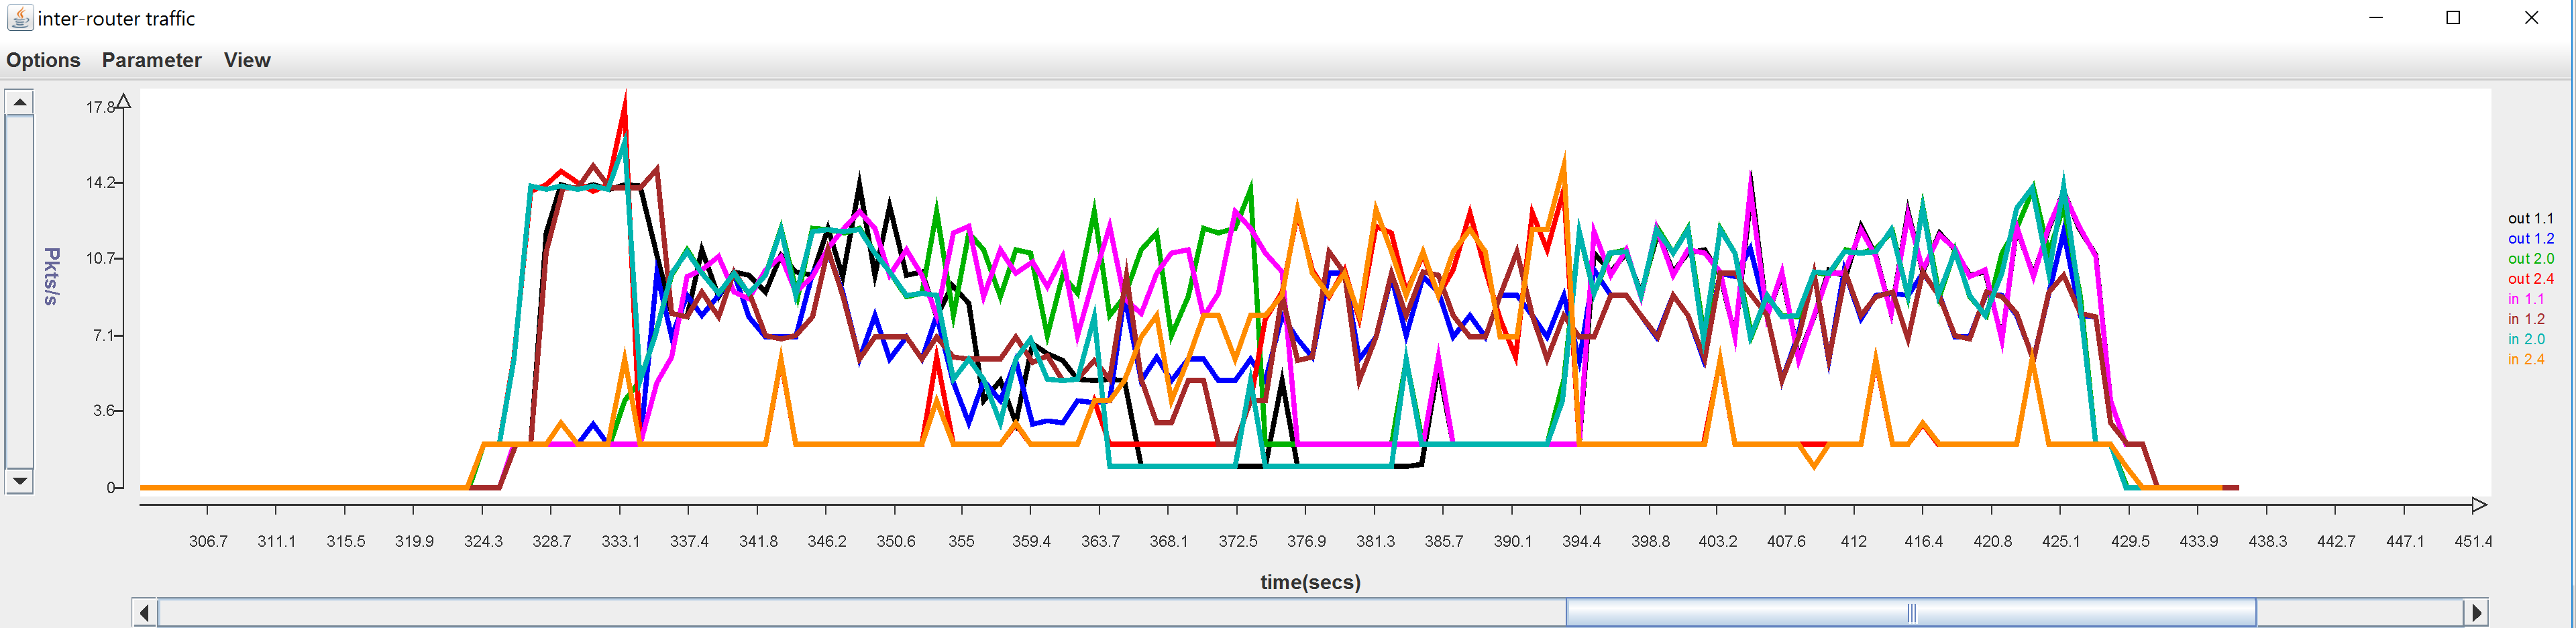 inter-router traffic
Options Parameter View
17.8
14.2
10.7
7.1
3.6
0
Pkts/s
out 1.1
out 1.2
out 2.0
out 2.4
in 1.1
in 1.2
in 2.0
in 2.4
306.7 311.1 315.5 319.9 324.3 328.7 333.1 337.4 341.8 346.2 350.6 355 359.4 363.7 368.1 372.5 376.9 381.3 385.7 390.1 394.4 398.8 403.2 407.6 412 416.4 420.8 425.1 429.5 433.9 438.3 442.7 447.1 451.4
time(secs)